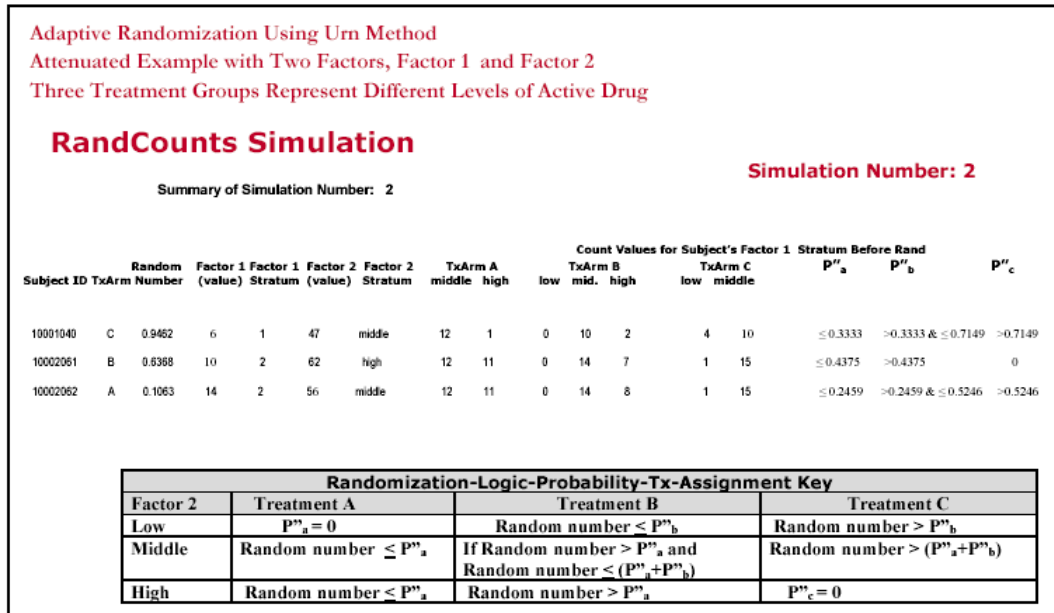 Adaptive Randomization Using Urn Method
Attenuated Example with Two Factors, Factor 1 and Factor 2
Three Treatment Groups Represent Different Levels of Active Drug
RandCounts Simulation
Simulation Number: 2
Summary of Simulation Number: 2
Count Values for Subject's Factor 1 Stratum Before Rand
Random Factor 1 Factor 1 Factor 2 Factor 2 TxArm A TxArm B TxArm C P″a P″b P″c
Subject ID TxArm Number (value) Stratum (value) Stratum middle high low mid. high low middle
10001040 C 0.9462 6 1 47 middle 12 1 0 10 2 4 10 ≤0.3333 >0.3333 & ≤0.7149 >0.7149
10002061 B 0.6368 10 2 62 high 12 11 0 14 7 1 15 ≤0.4375 >0.4375 0
10002062 A 0.1063 14 2 56 middle 12 11 0 14 8 1 15 ≤0.2459 >0.2459 & ≤0.5246 >0.5246
Randomization-Logic-Probability-Tx-Assignment Key
Factor 2 Treatment A Treatment B Treatment C
Low P”a = 0 Random number ≤ P”b Random number > P”b
Middle Random number ≤ P”a If Random number > P”a and Random number > (P”a+P”b)
Random number ≤ (P”a+P”b)
High Random number ≤ P”a Random number > P”a P”c = 0